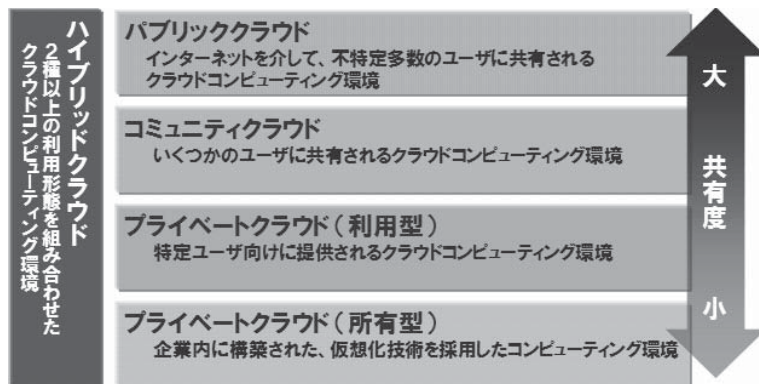 ハイブリッドクラウド
2種以上の利用形態を組み合わせた
クラウドコンピューティング環境
パブリッククラウド
インターネットを介して、不特定多数のユーザに共有される
クラウドコンピューティング環境
コミュニティクラウド
いくつかのユーザに共有されるクラウドコンピューティング環境
プライベートクラウド(利用型)
特定ユーザ向けに提供されるクラウドコンピューティング環境
プライベートクラウド(所有型)
企業内に構築された、仮想化技術を採用したコンピューティング環境
大
共有度
小